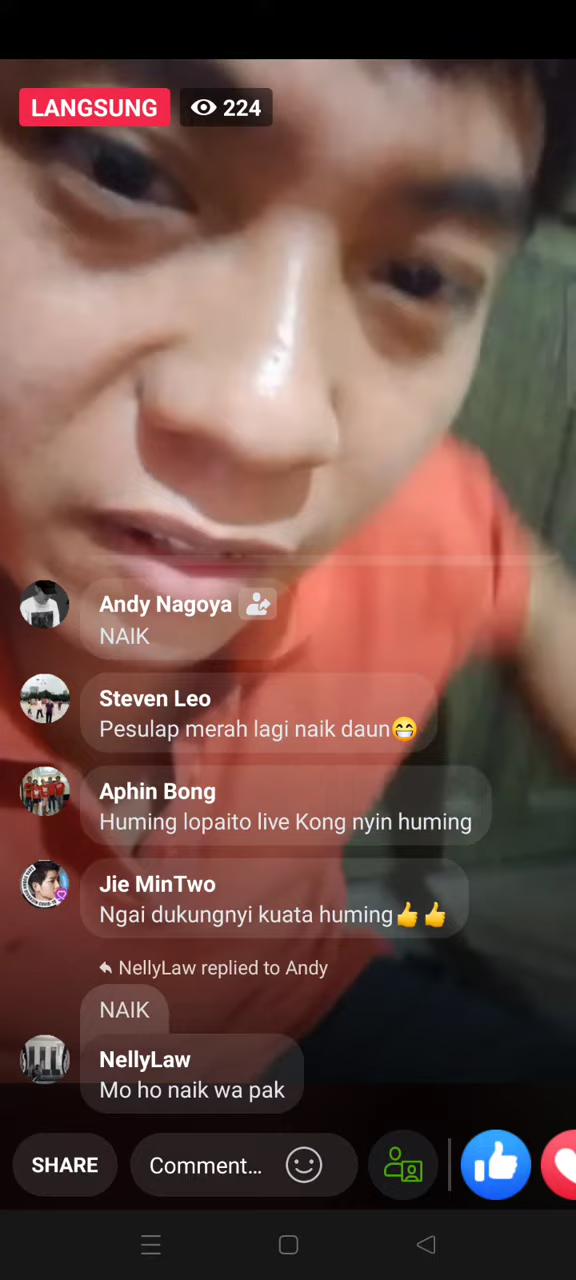 LANGSUNG 224
Andy Nagoya
NAIK
Steven Leo
Pesulap merah lagi naik daun😁
Aphin Bong
Huming lopaito live Kong nyin huming
Jie MinTwo
Ngai dukungnyi kuata huming👍👍
NellyLaw replied to Andy
NAIK
NellyLaw
Mo ho naik wa pak
SHARE Comment...